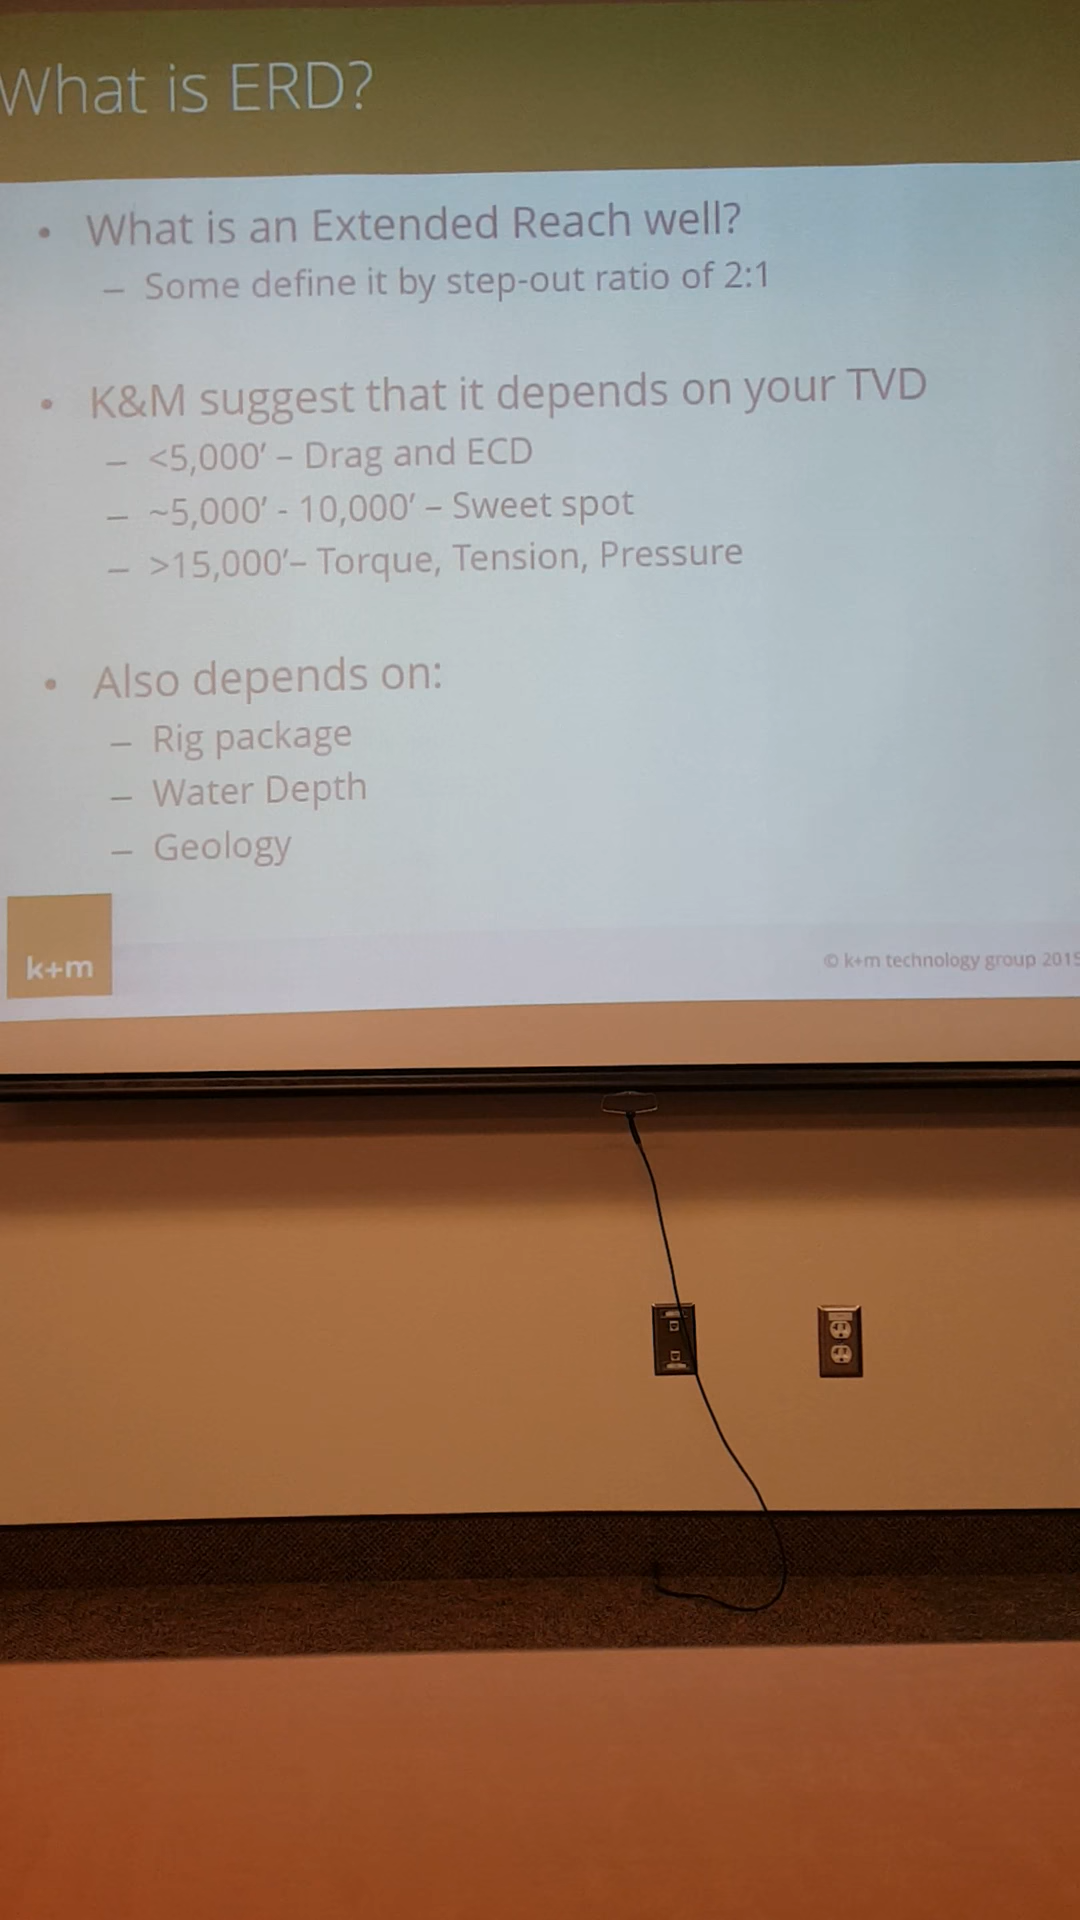 What is ERD?
• What is an Extended Reach well?
– Some define it by step-out ratio of 2:1
• K&M suggest that it depends on your TVD
– <5,000’ – Drag and ECD
– ~5,000’ - 10,000’ – Sweet spot
– >15,000’– Torque, Tension, Pressure
• Also depends on:
– Rig package
– Water Depth
– Geology
k+m
© k+m technology group 201